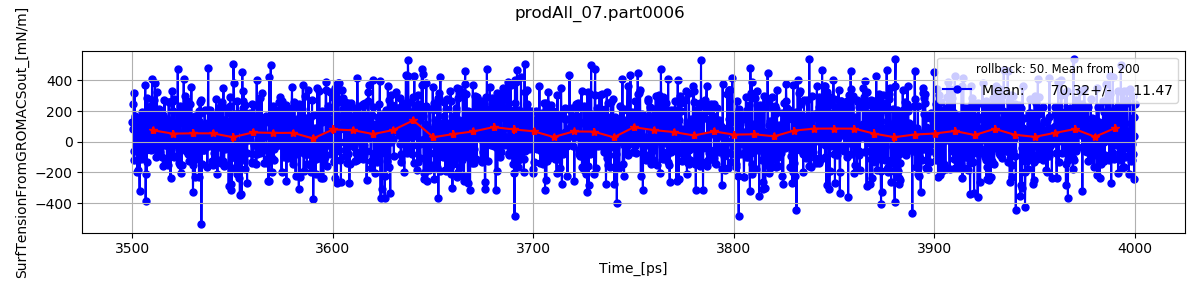 prodAll_07.part0006
SurfTensionFromGROMACSout_[mN/m]
400
200
0
−200
−400
rollback: 50. Mean from 200
Mean: 70.32+/- 11.47
3500 3600 3700 3800 3900 4000
Time_[ps]